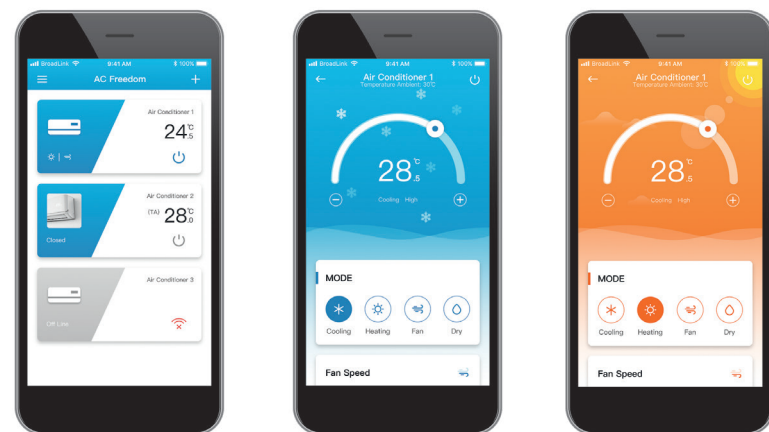 BroadLink 9:41 AM 100%
AC Freedom
Air Conditioner 1
24.5°C
Air Conditioner 2
Closed
(TA) 28.0°C
Air Conditioner 3
Off Line
BroadLink 9:41 AM 100%
Air Conditioner 1
Temperature Ambient: 30°C
28.5°C
Cooling High
MODE
Cooling Heating Fan Dry
Fan Speed
BroadLink 9:41 AM 100%
Air Conditioner 1
Temperature Ambient: 30°C
28.5°C
Cooling High
MODE
Cooling Heating Fan Dry
Fan Speed